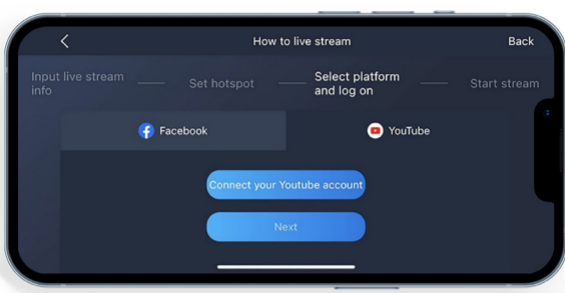 How to live stream
Back
Input live stream
info
Set hotspot
Select platform
and log on
Start stream
Facebook
YouTube
Connect your Youtube account
Next